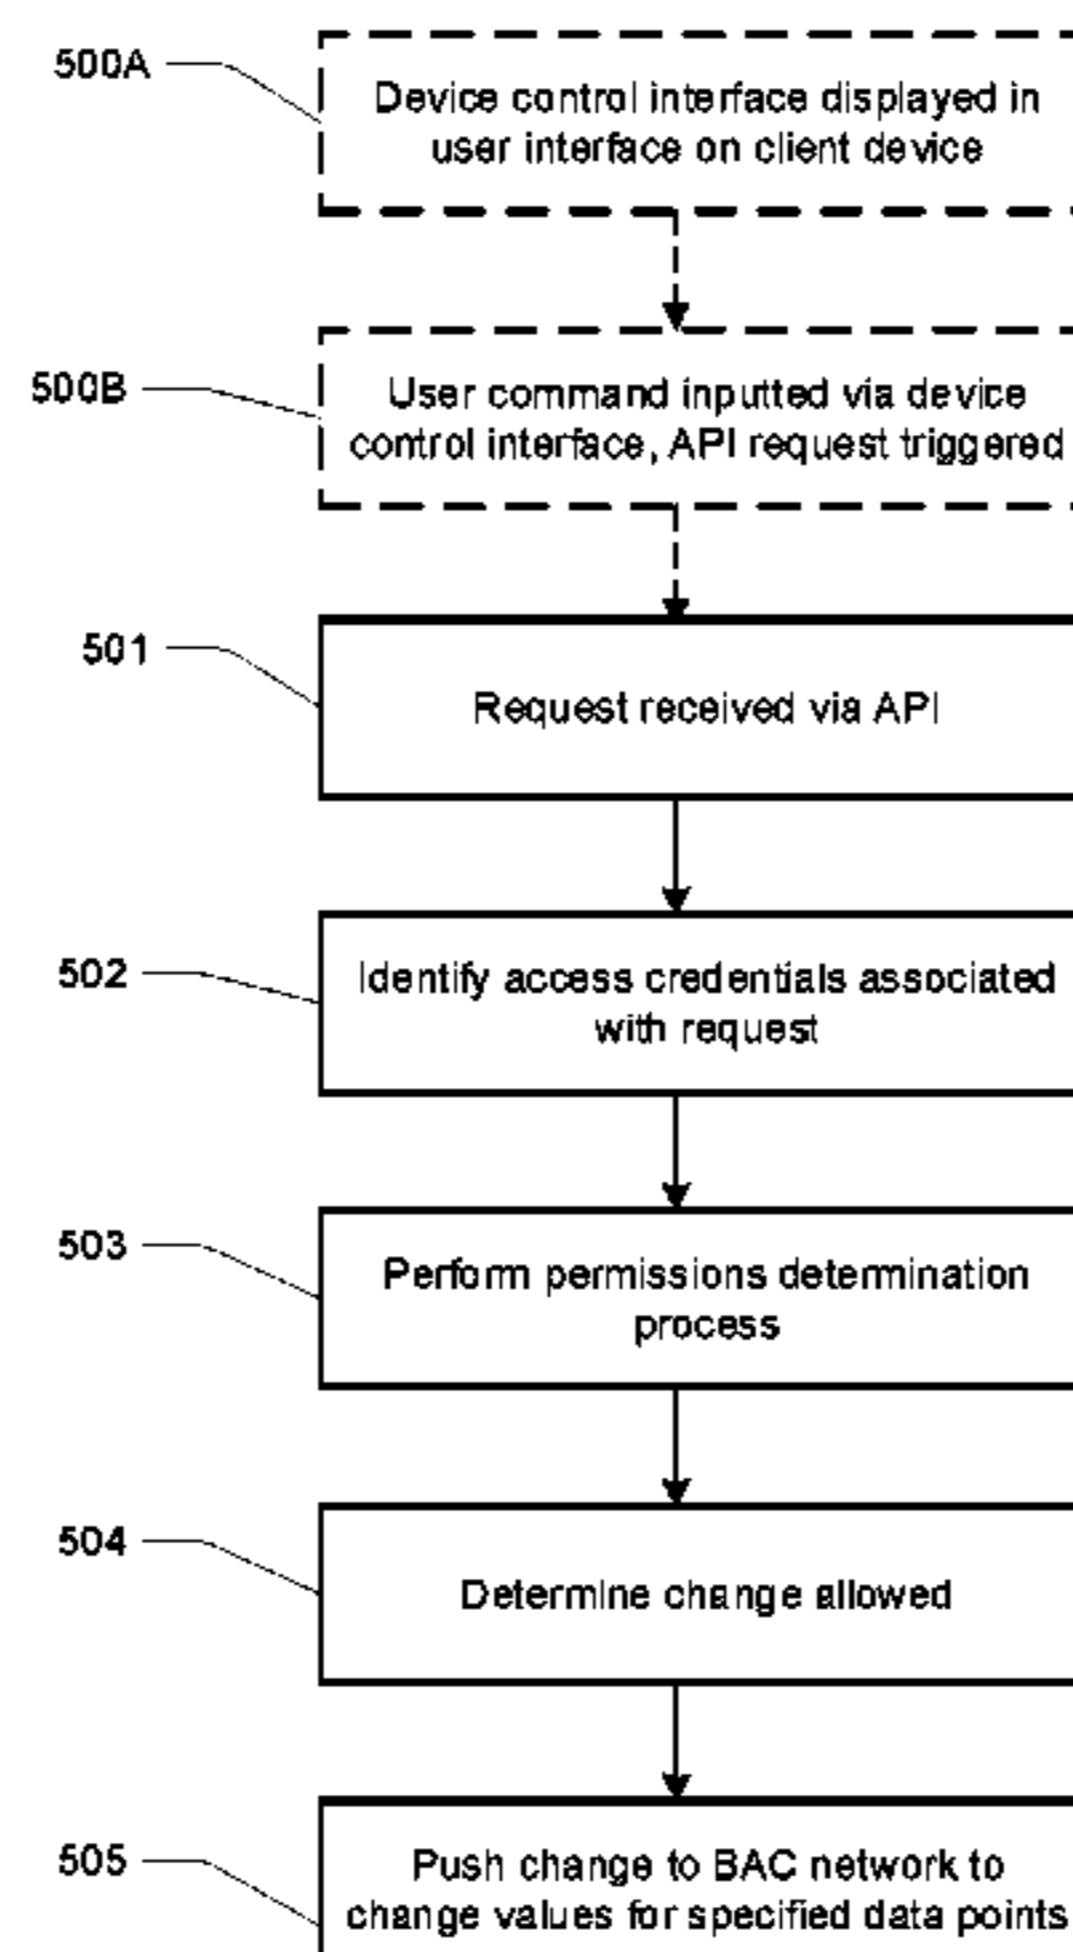 500A
Device control interface displayed in
user interface on client device
500B
User command inputted via device
control interface, API request triggered
501
Request received via API
502
Identify access credentials associated
with request
503
Perform permissions determination
process
504
Determine change allowed
505
Push change to BAC network to
change values for specified data points